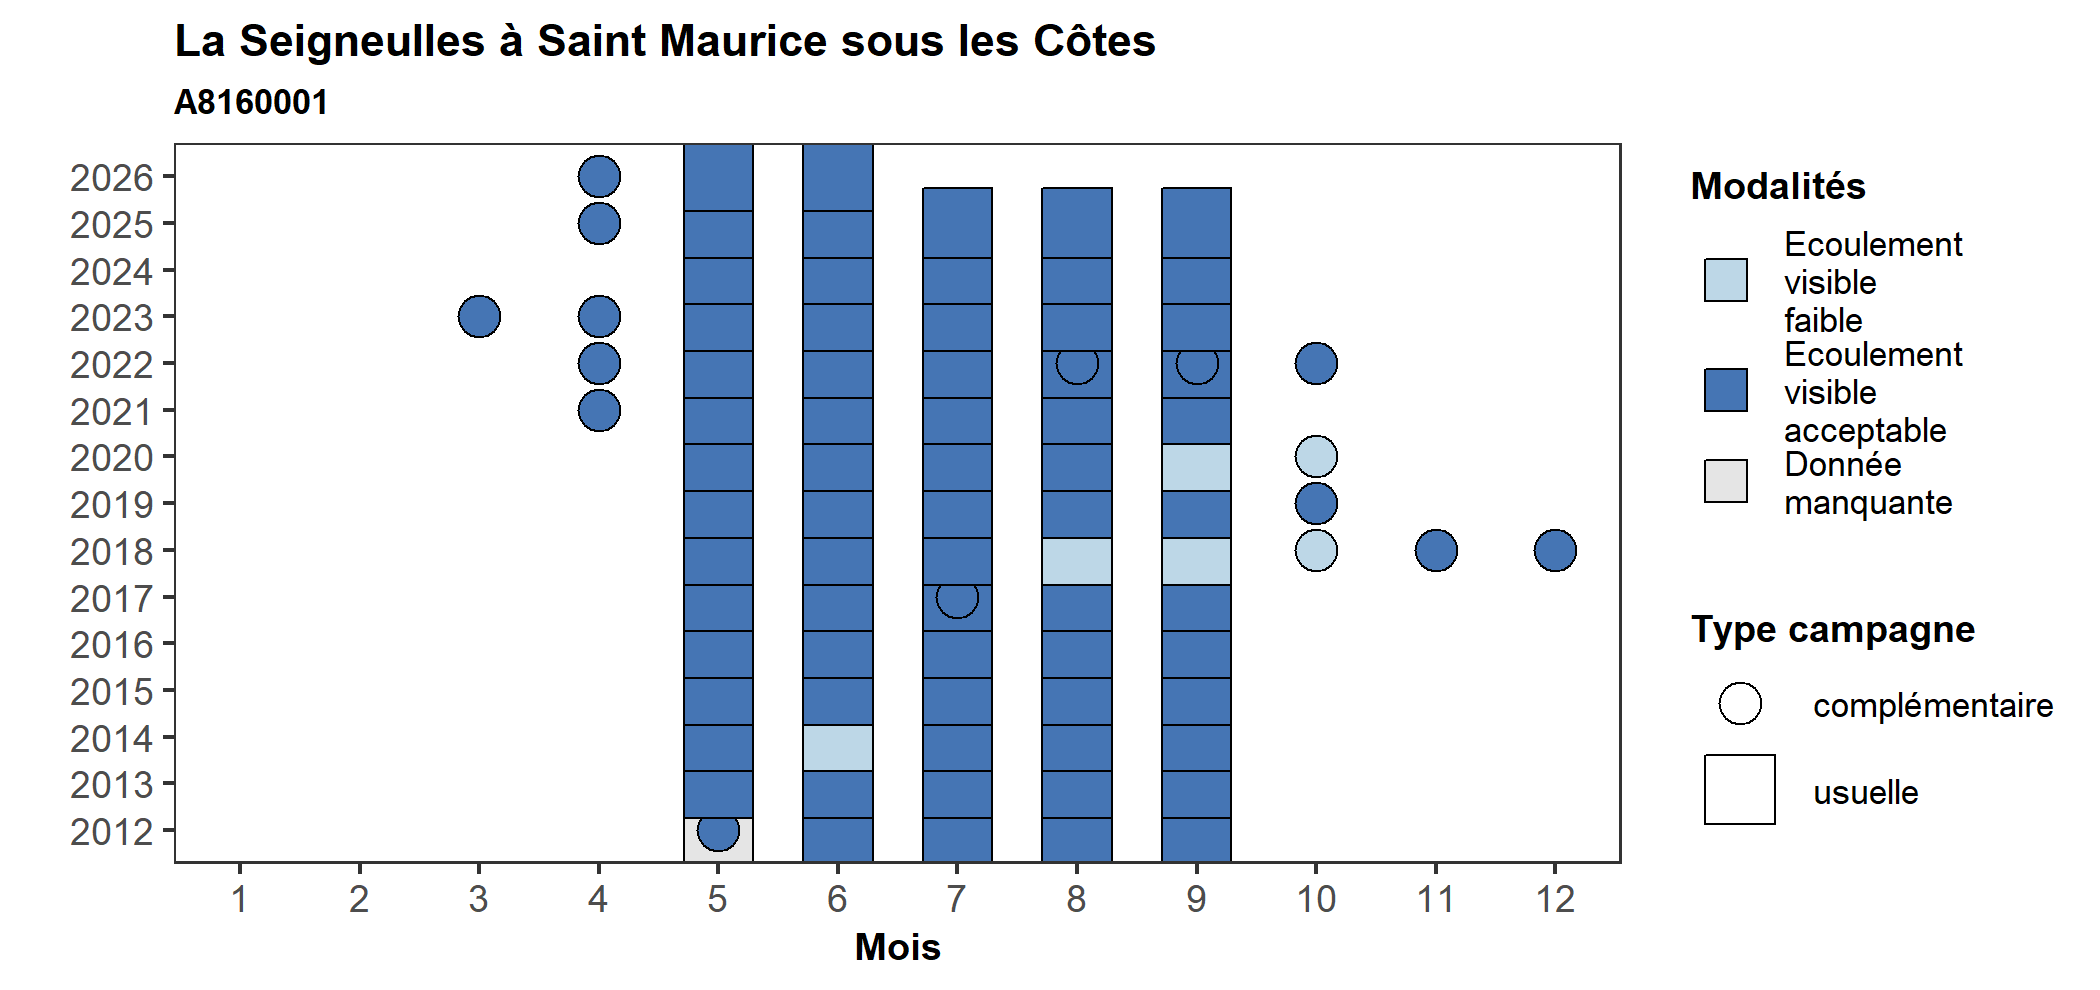 La Seigneulles à Saint Maurice sous les Côtes
A8160001
2026
2025
2024
2023
2022
2021
2020
2019
2018
2017
2016
2015
2014
2013
2012
1 2 3 4 5 6 7 8 9 10 11 12
Mois
Modalités
Ecoulement
visible
faible
Ecoulement
visible
acceptable
Donnée
manquante
Type campagne
complémentaire
usuelle